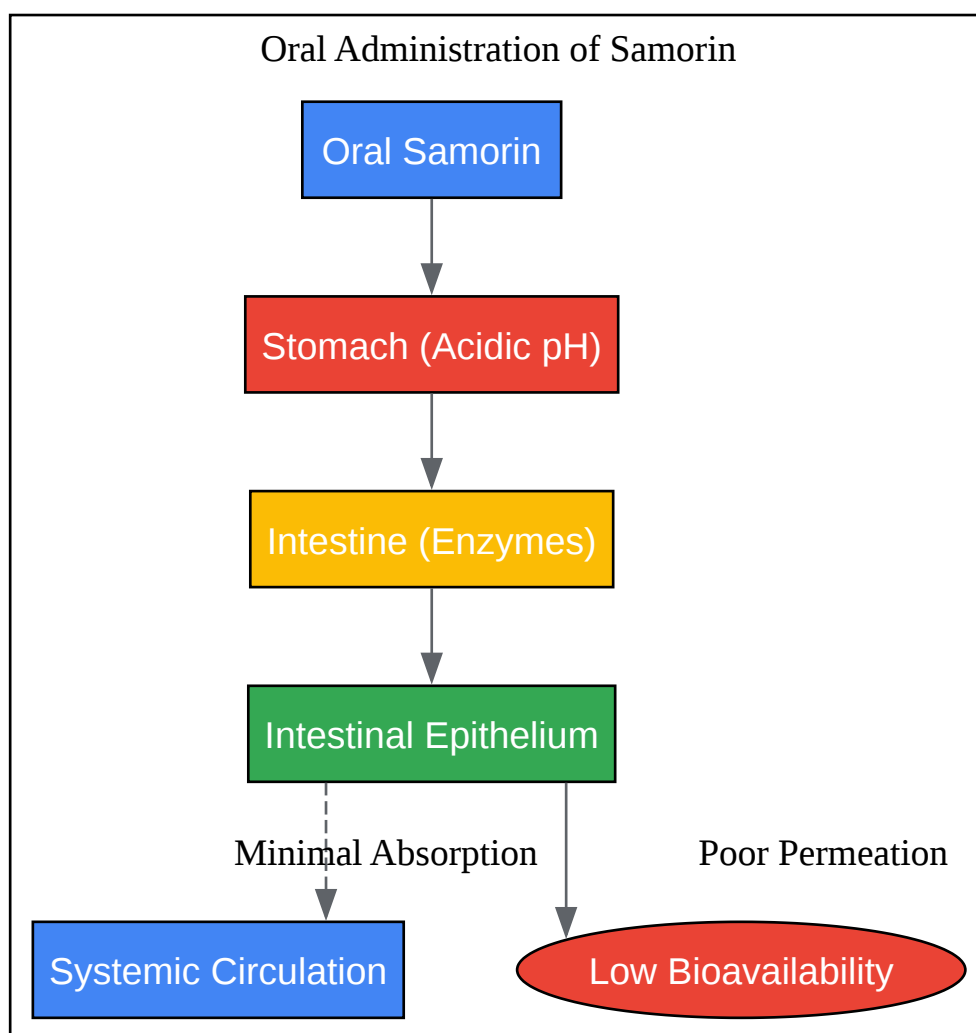 Oral Administration of Samorin
Oral Samorin
Stomach (Acidic pH)
Intestine (Enzymes)
Intestinal Epithelium
Minimal Absorption
Poor Permeation
Systemic Circulation
Low Bioavailability